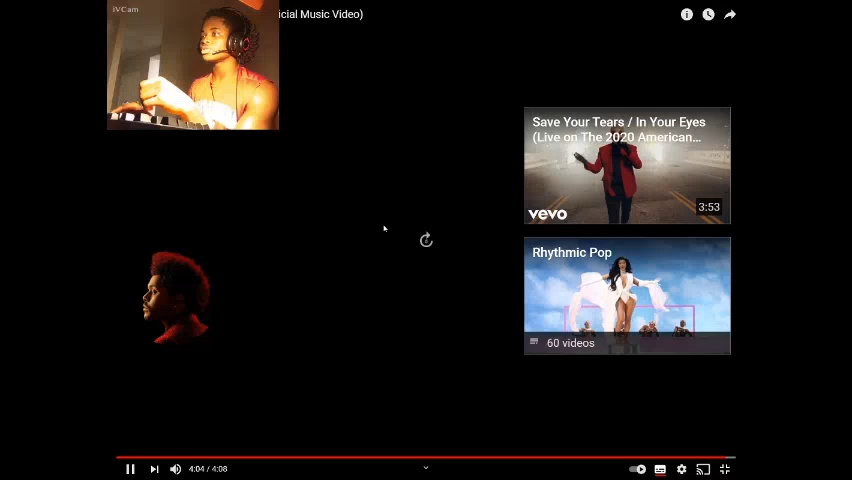 iVCam
icial Music Video)
Save Your Tears / In Your Eyes
(Live on The 2020 American...
vevo
3:53
Rhythmic Pop
60 videos
4:04 / 4:08